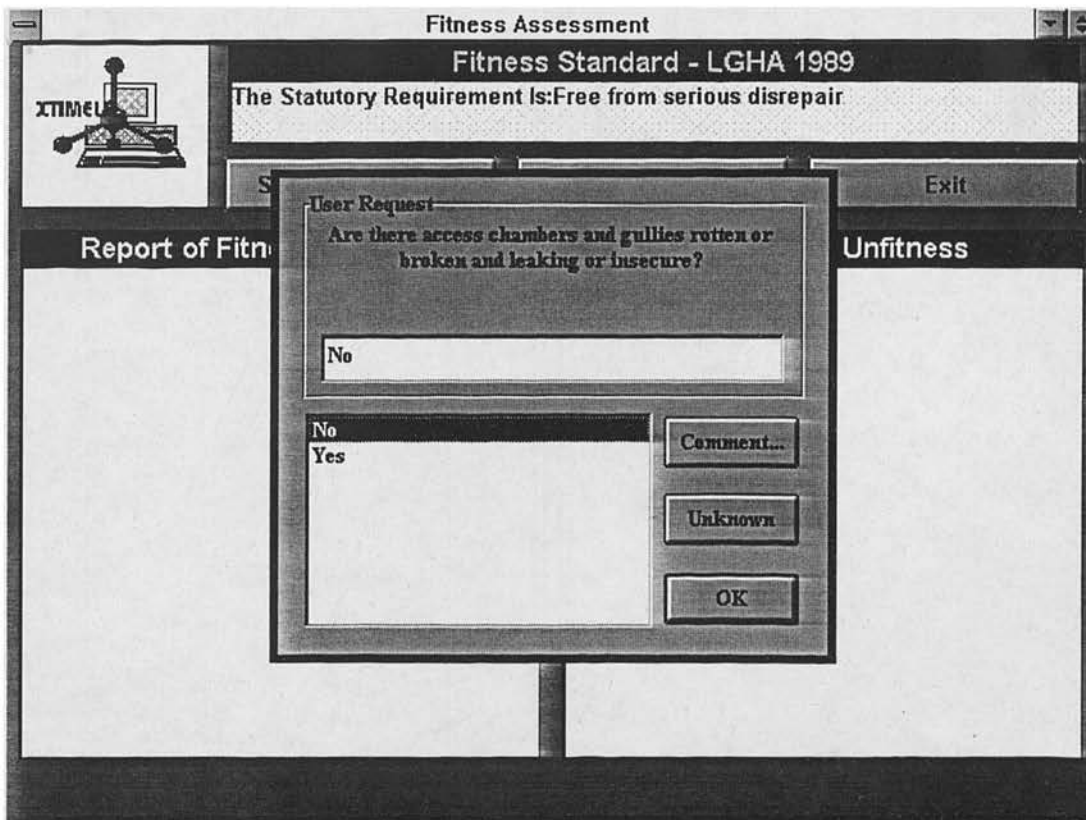 Fitness Assessment
Fitness Standard - LGHA 1989
The Statutory Requirement Is:Free from serious disrepair
Exit
User Request
Are there access chambers and gullies rotten or
broken and leaking or insecure?
Report of
Unfitness
No
No
Yes
Comment...
Unknown
OK